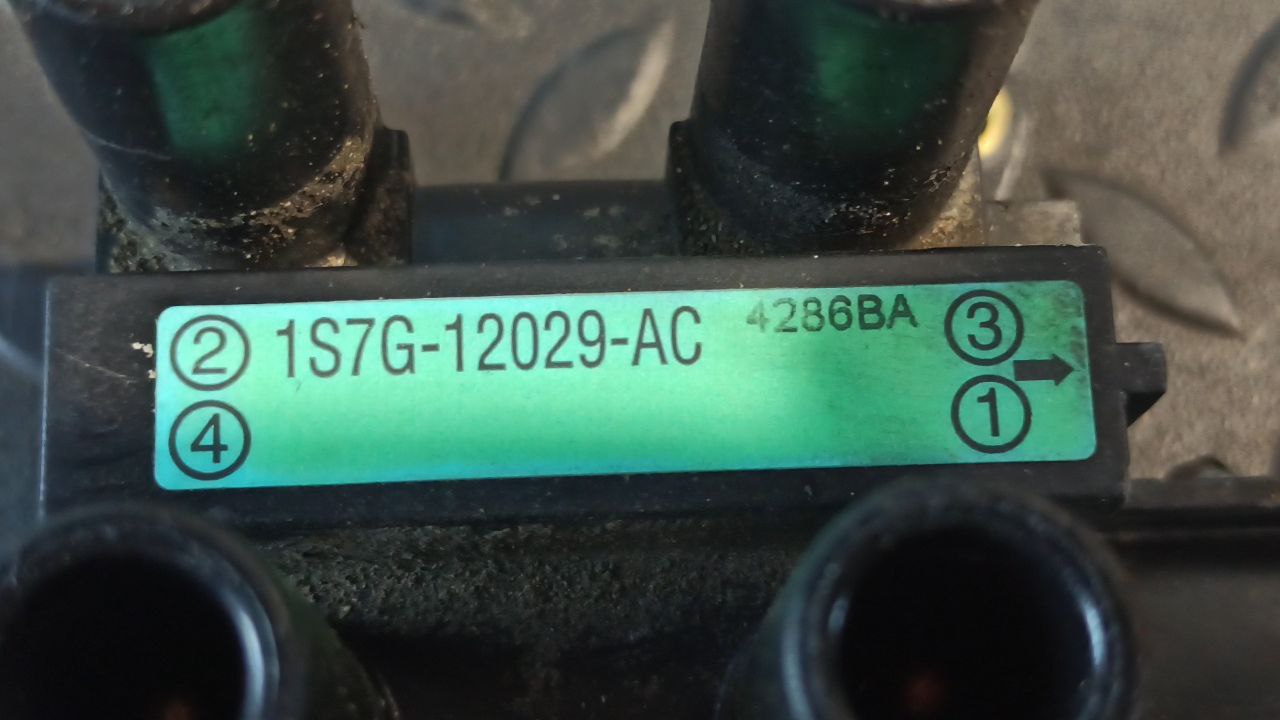 ② 1S7G-12029-AC 4286BA ③
④ ①